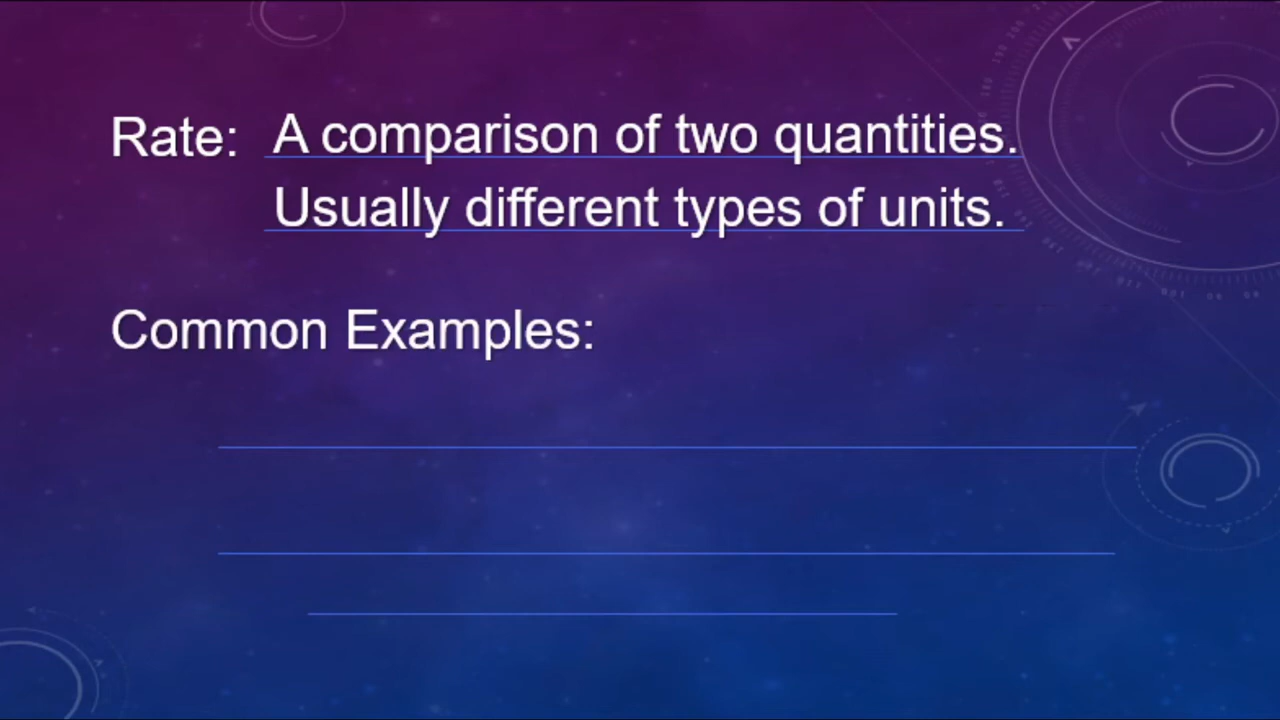 Rate: A comparison of two quantities.
Usually different types of units.
Common Examples: